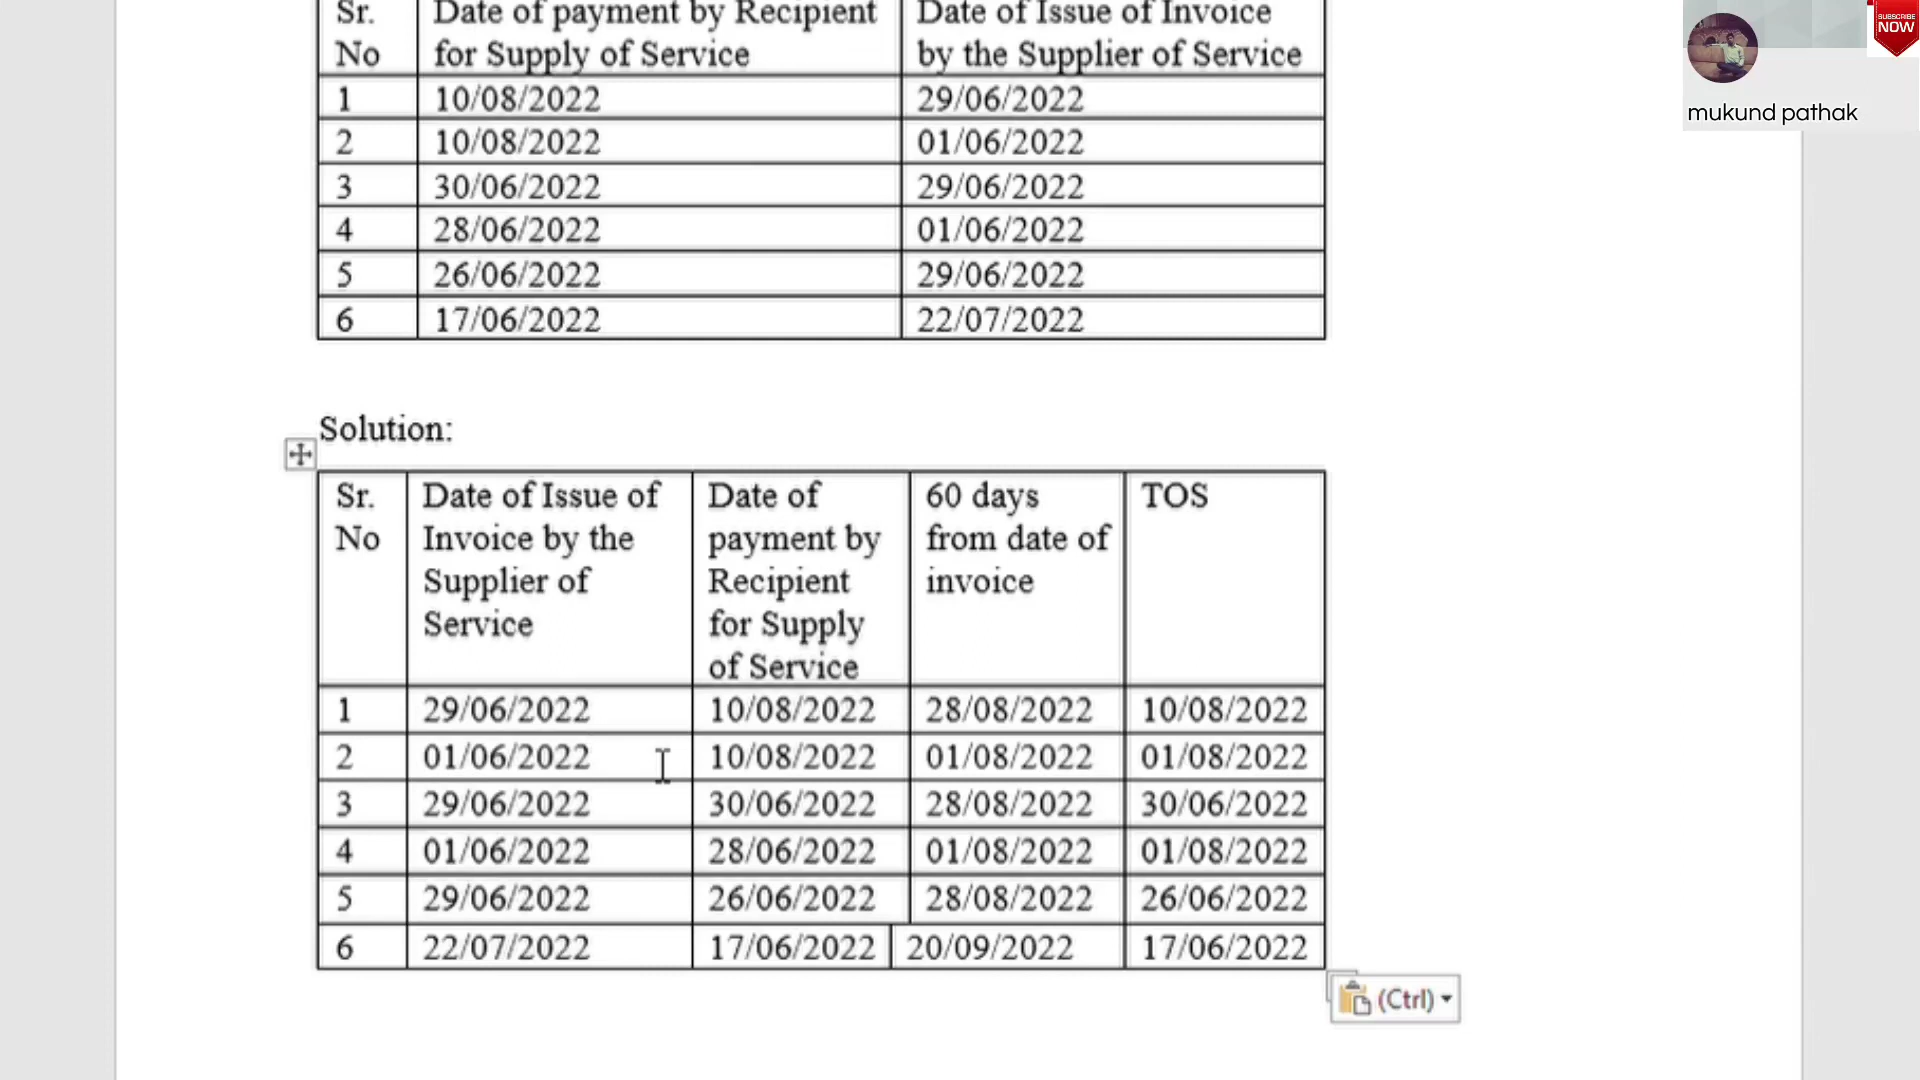 Sr. No | Date of payment by Recipient for Supply of Service | Date of Issue of Invoice by the Supplier of Service
1 | 10/08/2022 | 29/06/2022
2 | 10/08/2022 | 01/06/2022
3 | 30/06/2022 | 29/06/2022
4 | 28/06/2022 | 01/06/2022
5 | 26/06/2022 | 29/06/2022
6 | 17/06/2022 | 22/07/2022
SUBSCRIBE
NOW
mukund pathak
Solution:
Sr. No | Date of Issue of Invoice by the Supplier of Service | Date of payment by Recipient for Supply of Service | 60 days from date of invoice | TOS
1 | 29/06/2022 | 10/08/2022 | 28/08/2022 | 10/08/2022
2 | 01/06/2022 | 10/08/2022 | 01/08/2022 | 01/08/2022
3 | 29/06/2022 | 30/06/2022 | 28/08/2022 | 30/06/2022
4 | 01/06/2022 | 28/06/2022 | 01/08/2022 | 01/08/2022
5 | 29/06/2022 | 26/06/2022 | 28/08/2022 | 26/06/2022
6 | 22/07/2022 | 17/06/2022 | 20/09/2022 | 17/06/2022
(Ctrl)